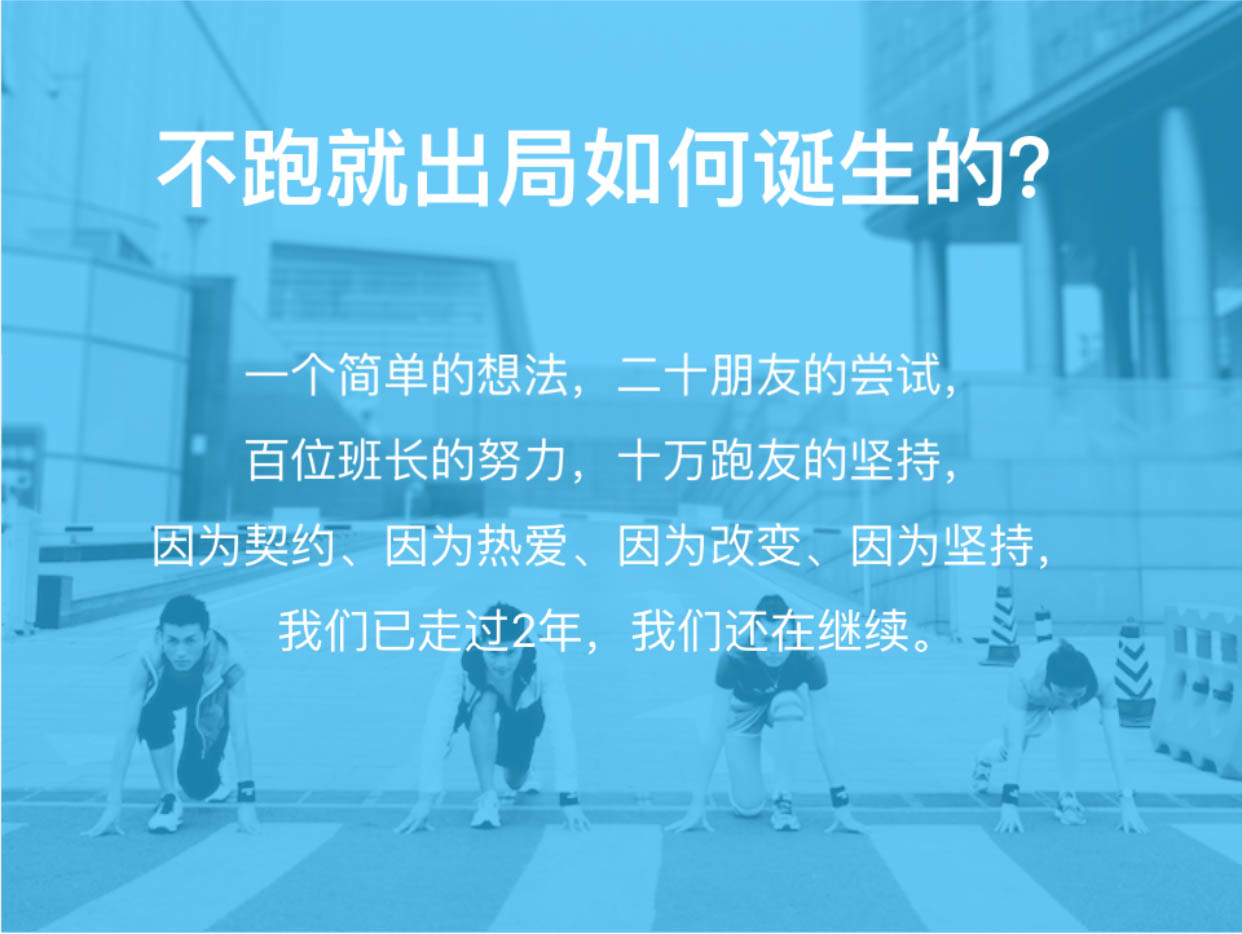 不跑就出局如何诞生的?
一个简单的想法，二十朋友的尝试，
百位班长的努力，十万跑友的坚持，
因为契约、因为热爱、因为改变、因为坚持，
我们已走过2年，我们还在继续。